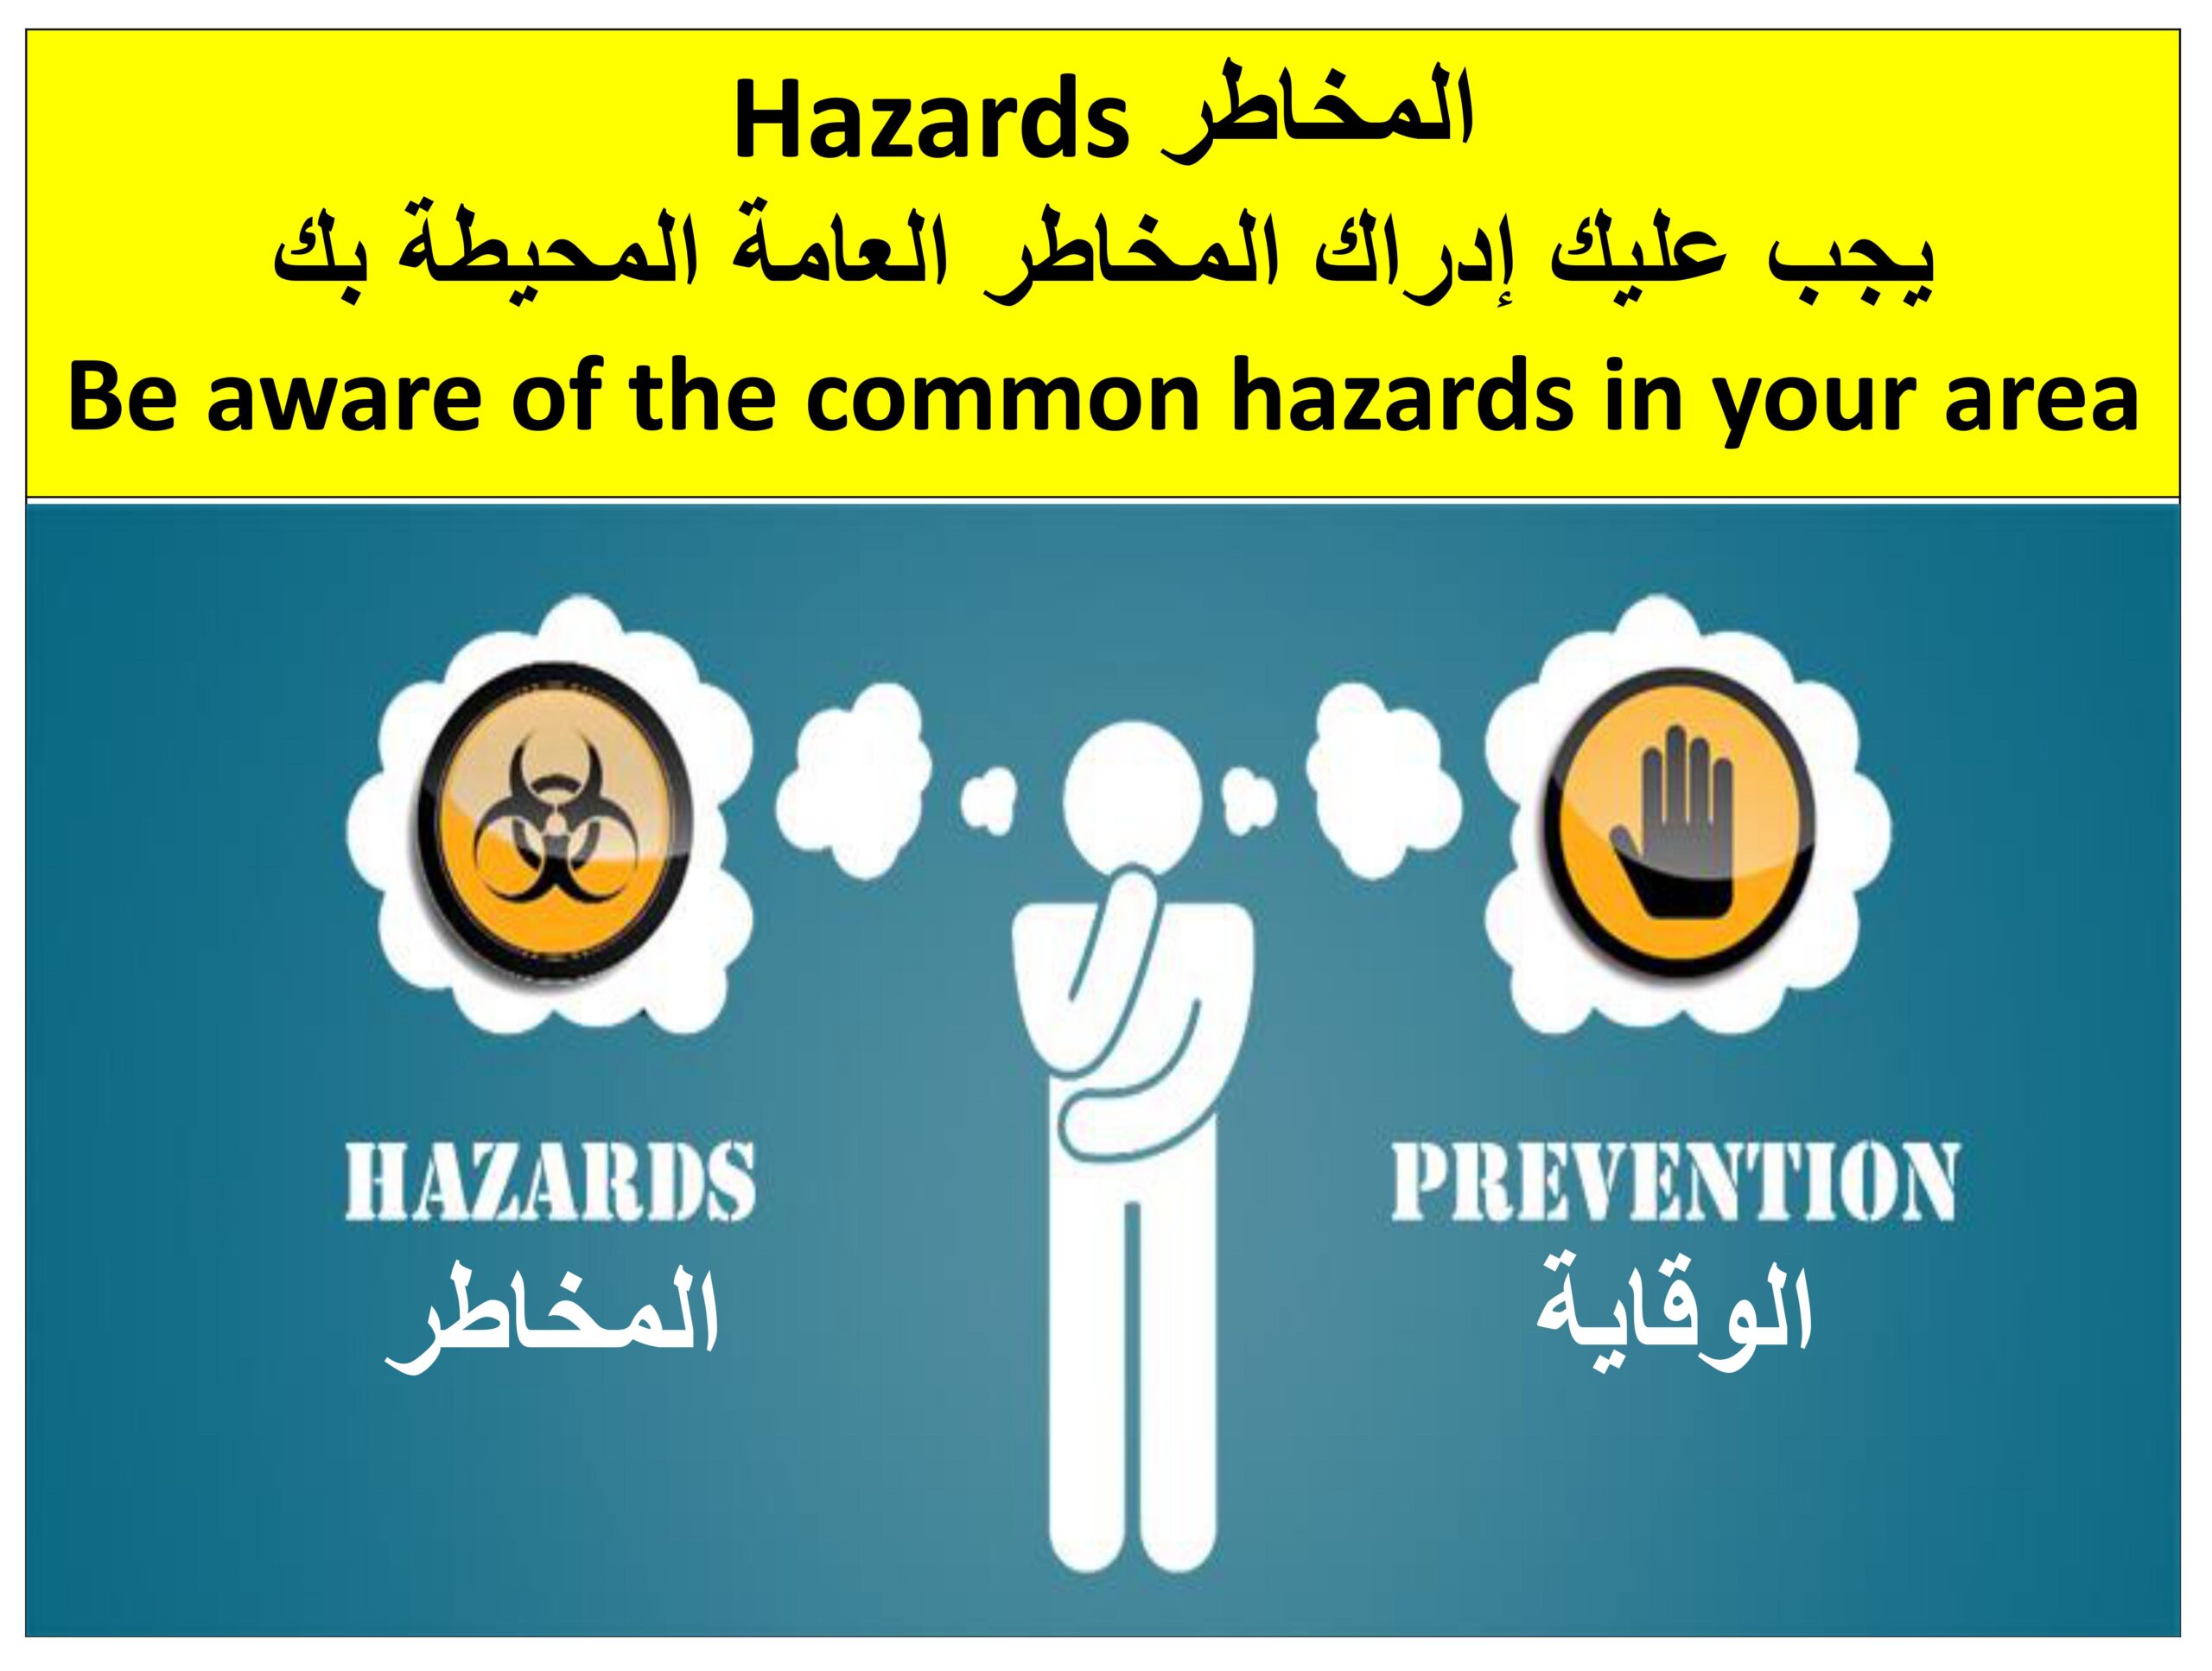 Hazards المخاطر
يجب عليك إدراك المخاطر العامة المحيطة بك
Be aware of the common hazards in your area
HAZARDS
المخاطر
PREVENTION
الوقاية